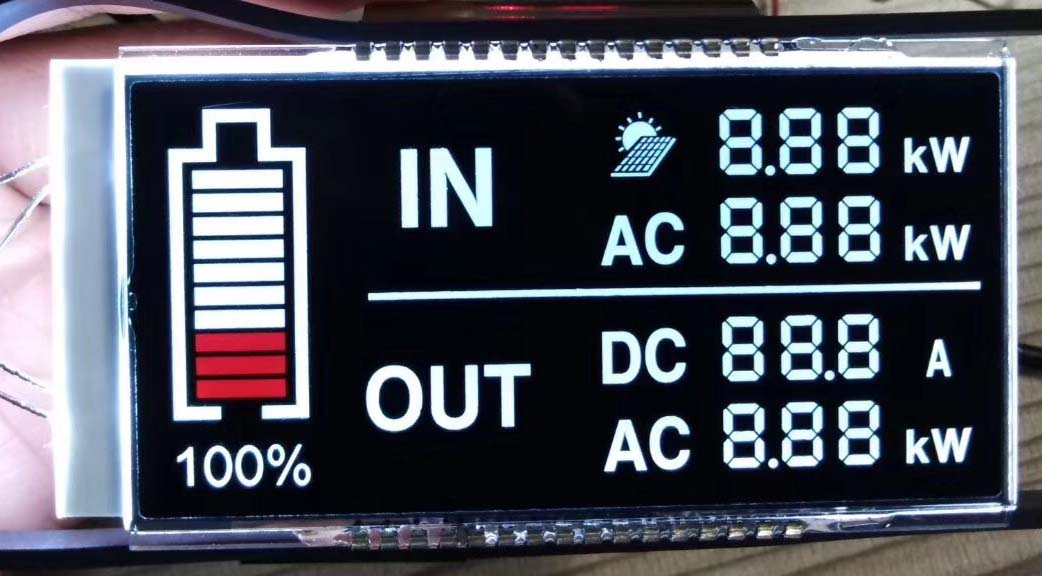 IN
8.88 kW
AC 8.88 kW
OUT
DC 88.8 A
AC 8.88 kW
100%